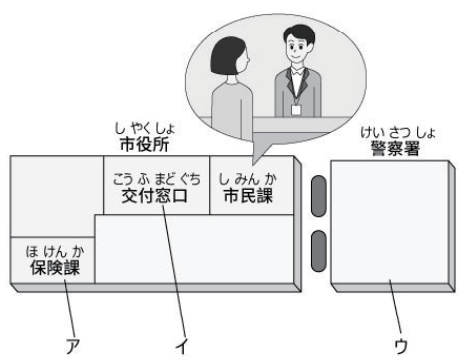 しやくしょ
市役所
けいさつしょ
警察署
こうふまどぐち
交付窓口
しみんか
市民課
ほけんか
保険課
ア
イ
ウ